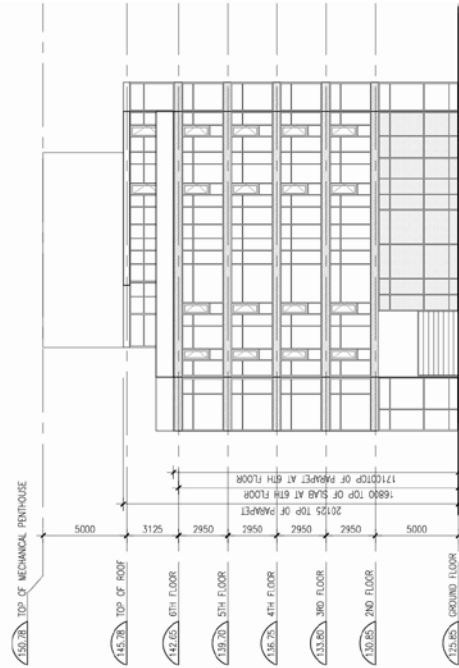 150.78 TOP OF MECHANICAL PENTHOUSE
145.78 TOP OF ROOF
142.65 6TH FLOOR
139.70 5TH FLOOR
136.75 4TH FLOOR
133.80 3RD FLOOR
130.85 2ND FLOOR
125.85 GROUND FLOOR
5000
3125
2950
2950
2950
2950
5000
20125 TOP OF PARAPET
16800 TOP OF SLAB AT 6TH FLOOR
17100 TOP OF PARAPET AT 6TH FLOOR